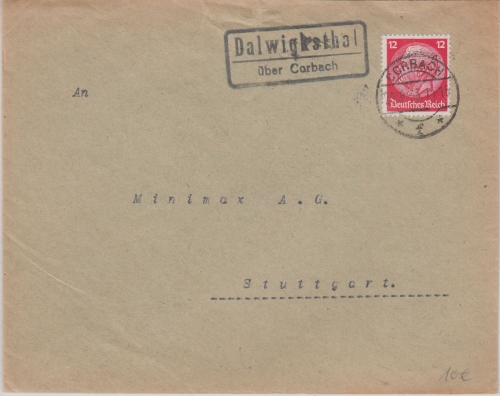 Dalwigksthal
über Corbach
12 12
CORBACH
Deutsches Reich
An
Minimax A.G.
Stuttgart.
10€